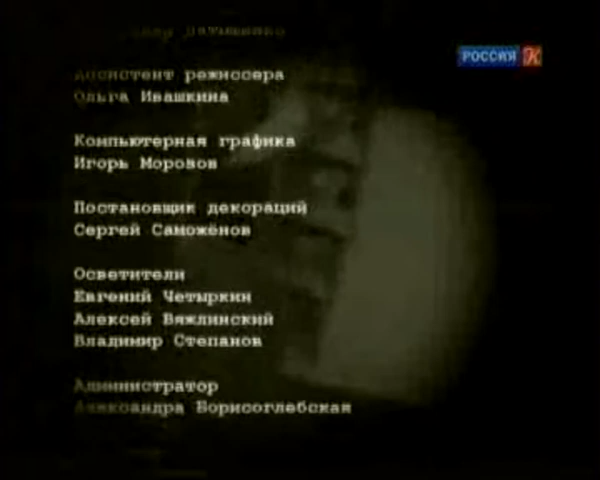 РОССИЯ К
Ассистент режиссера
Ольга Ивашкина
Компьютерная графика
Игорь Морозов
Постановщик декораций
Сергей Саможёнов
Осветители
Евгений Четыркин
Алексей Вяжлинский
Владимир Степанов
Администратор
Александра Борисоглебская